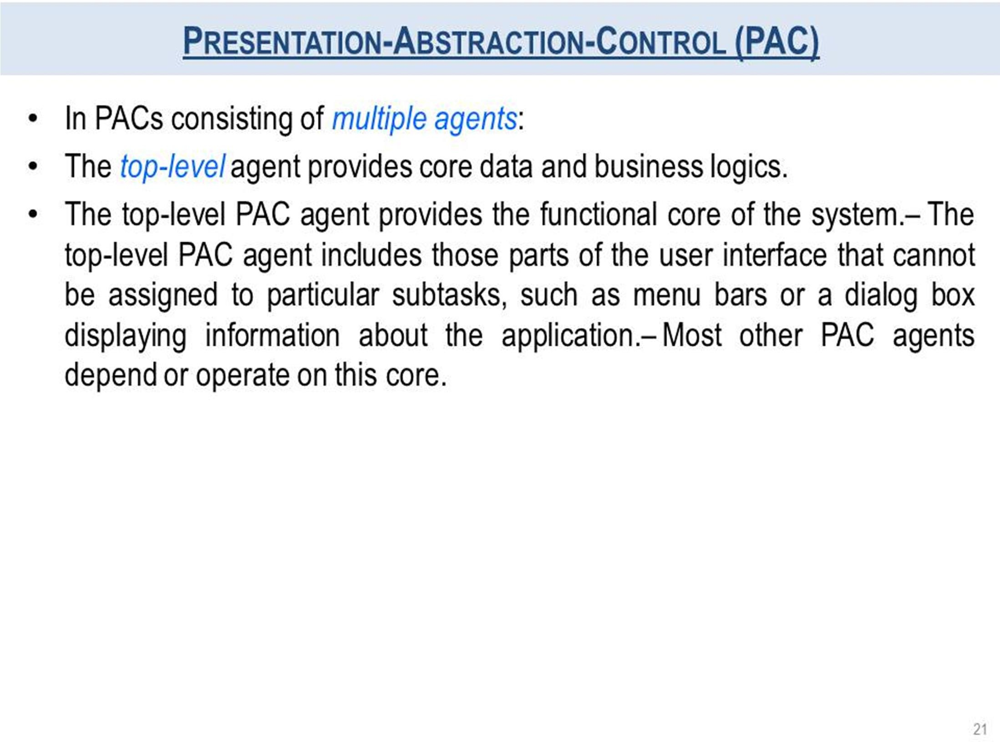 PRESENTATION-ABSTRACTION-CONTROL (PAC)
• In PACs consisting of multiple agents:
• The top-level agent provides core data and business logics.
• The top-level PAC agent provides the functional core of the system.– The
top-level PAC agent includes those parts of the user interface that cannot
be assigned to particular subtasks, such as menu bars or a dialog box
displaying information about the application.– Most other PAC agents
depend or operate on this core.
21